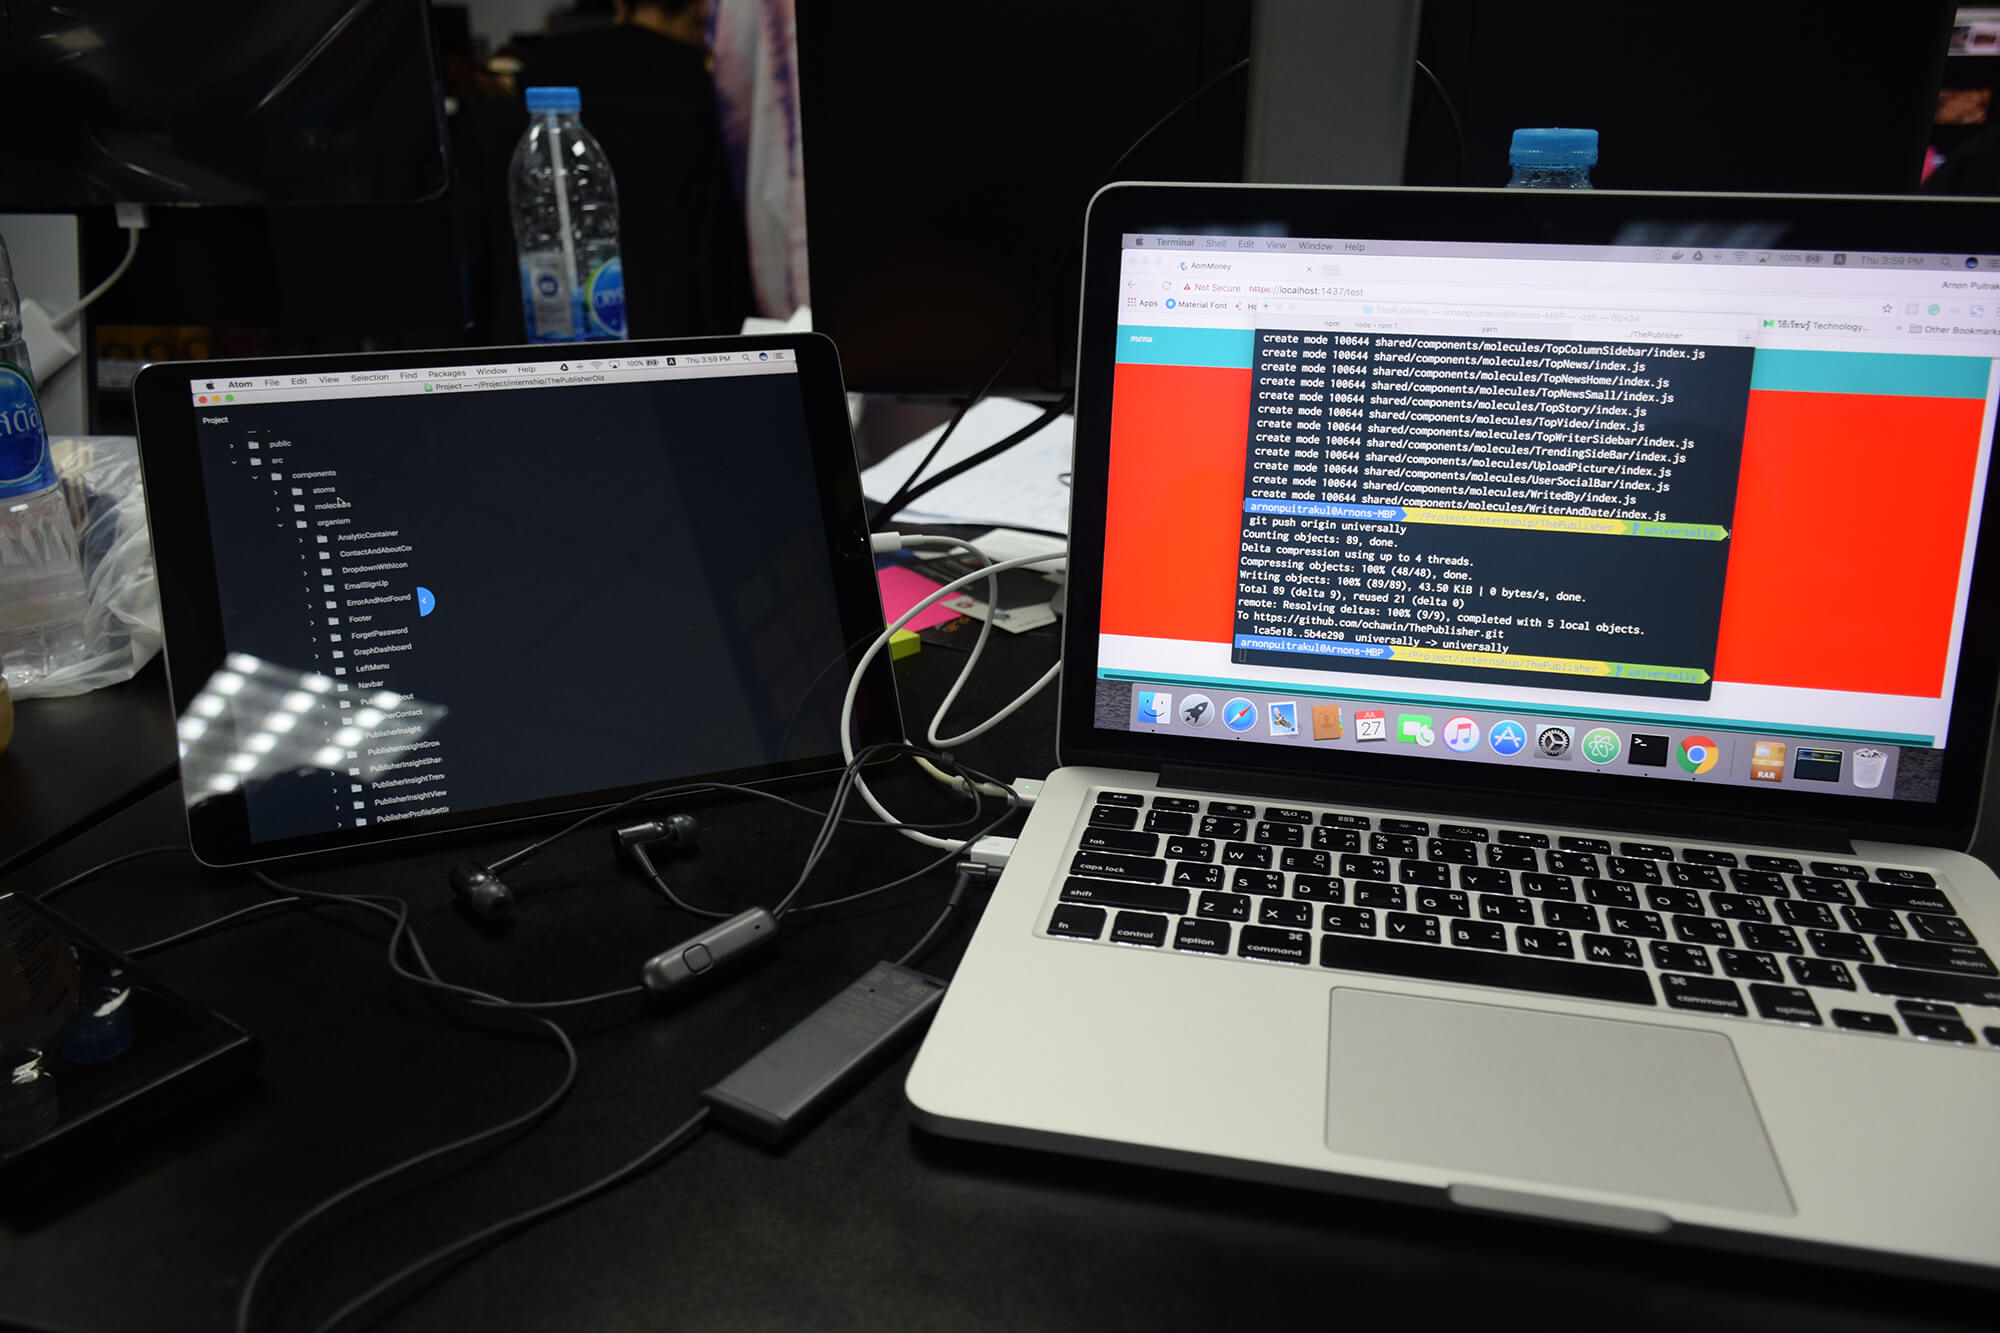 Atom File Edit View Selection Find Packages Window Help 100% Thu 3:59 PM
Project — ~/Project/internship/ThePublisherOld
Project
public
src
components
atoms
molecules
organism
AnalyticContainer
ContactAndAboutCo
DropdownWithIcon
EmailSignUp
ErrorAndNotFound
Footer
ForgetPassword
GraphDashboard
LeftMenu
Navbar
PublisherInsight
PublisherInsightGrow
PublisherInsightShar
PublisherInsightTren
PublisherInsightView
PublisherProfileSetti
Terminal Shell Edit View Window Help 100% Thu 3:59 PM
AomMoney
Arnon Puitrak
Not Secure https://localhost:1437/test
Apps Material Font วิธีเรียนรู้ Technology... Other Bookmarks
menu
ThePublisher — arnonpuitrakul@Arnons-MBP — -zsh — 80×24
npm node • npm T... yarn ../ThePublisher
create mode 100644 shared/components/molecules/TopColumnSidebar/index.js
create mode 100644 shared/components/molecules/TopNews/index.js
create mode 100644 shared/components/molecules/TopNewsHome/index.js
create mode 100644 shared/components/molecules/TopNewsSmall/index.js
create mode 100644 shared/components/molecules/TopStory/index.js
create mode 100644 shared/components/molecules/TopVideo/index.js
create mode 100644 shared/components/molecules/TopWriterSidebar/index.js
create mode 100644 shared/components/molecules/TrendingSideBar/index.js
create mode 100644 shared/components/molecules/UploadPicture/index.js
create mode 100644 shared/components/molecules/UserSocialBar/index.js
create mode 100644 shared/components/molecules/WritedBy/index.js
create mode 100644 shared/components/molecules/WriterAndDate/index.js
arnonpuitrakul@Arnons-MBP ~/Project/internship/ThePublisher universally
git push origin universally
Counting objects: 89, done.
Delta compression using up to 4 threads.
Compressing objects: 100% (48/48), done.
Writing objects: 100% (89/89), 43.50 KiB | 0 bytes/s, done.
Total 89 (delta 9), reused 21 (delta 0)
remote: Resolving deltas: 100% (9/9), completed with 5 local objects.
To https://github.com/ochawin/ThePublisher.git
1ca5e18..5b4e290 universally -> universally
arnonpuitrakul@Arnons-MBP ~/Project/internship/ThePublisher universally
JUL
27
RAR
tab Q W E R T Y U I O P
caps lock A S D F G H J K L return
shift Z X C V B N M
fn control option command command option
delete